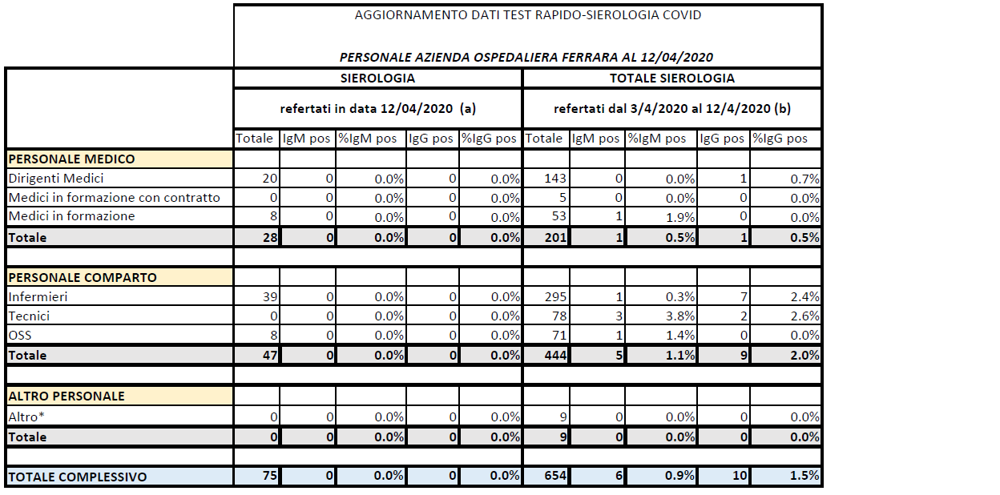 AGGIORNAMENTO DATI TEST RAPIDO-SIEROLOGIA COVID
PERSONALE AZIENDA OSPEDALIERA FERRARA AL 12/04/2020
SIEROLOGIA TOTALE SIEROLOGIA
refertati in data 12/04/2020 (a) refertati dal 3/4/2020 al 12/4/2020 (b)
Totale IgM pos %IgM pos IgG pos %IgG pos Totale IgM pos %IgM pos IgG pos %IgG pos
PERSONALE MEDICO
Dirigenti Medici 20 0 0.0% 0 0.0% 143 0 0.0% 1 0.7%
Medici in formazione con contratto 0 0 0.0% 0 0.0% 5 0 0.0% 0 0.0%
Medici in formazione 8 0 0.0% 0 0.0% 53 1 1.9% 0 0.0%
Totale 28 0 0.0% 0 0.0% 201 1 0.5% 1 0.5%
PERSONALE COMPARTO
Infermieri 39 0 0.0% 0 0.0% 295 1 0.3% 7 2.4%
Tecnici 0 0 0.0% 0 0.0% 78 3 3.8% 2 2.6%
OSS 8 0 0.0% 0 0.0% 71 1 1.4% 0 0.0%
Totale 47 0 0.0% 0 0.0% 444 5 1.1% 9 2.0%
ALTRO PERSONALE
Altro* 0 0 0.0% 0 0.0% 9 0 0.0% 0 0.0%
Totale 0 0 0.0% 0 0.0% 9 0 0.0% 0 0.0%
TOTALE COMPLESSIVO 75 0 0.0% 0 0.0% 654 6 0.9% 10 1.5%